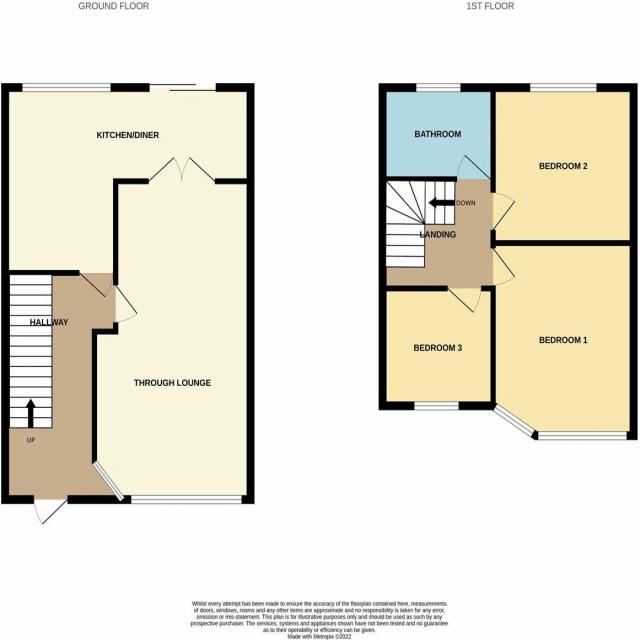 GROUND FLOOR
1ST FLOOR
KITCHEN/DINER
BATHROOM
BEDROOM 2
DOWN
LANDING
HALLWAY
BEDROOM 3
BEDROOM 1
THROUGH LOUNGE
UP
Whilst every attempt has been made to ensure the accuracy of the floorplan contained here, measurements
of doors, windows, rooms and any other items are approximate and no responsibility is taken for any error,
omission or mis-statement. This plan is for illustrative purposes only and should be used as such by any
prospective purchaser. The services, systems and appliances shown have not been tested and no guarantee
as to their operability or efficiency can be given.
Made with Metropix ©2022